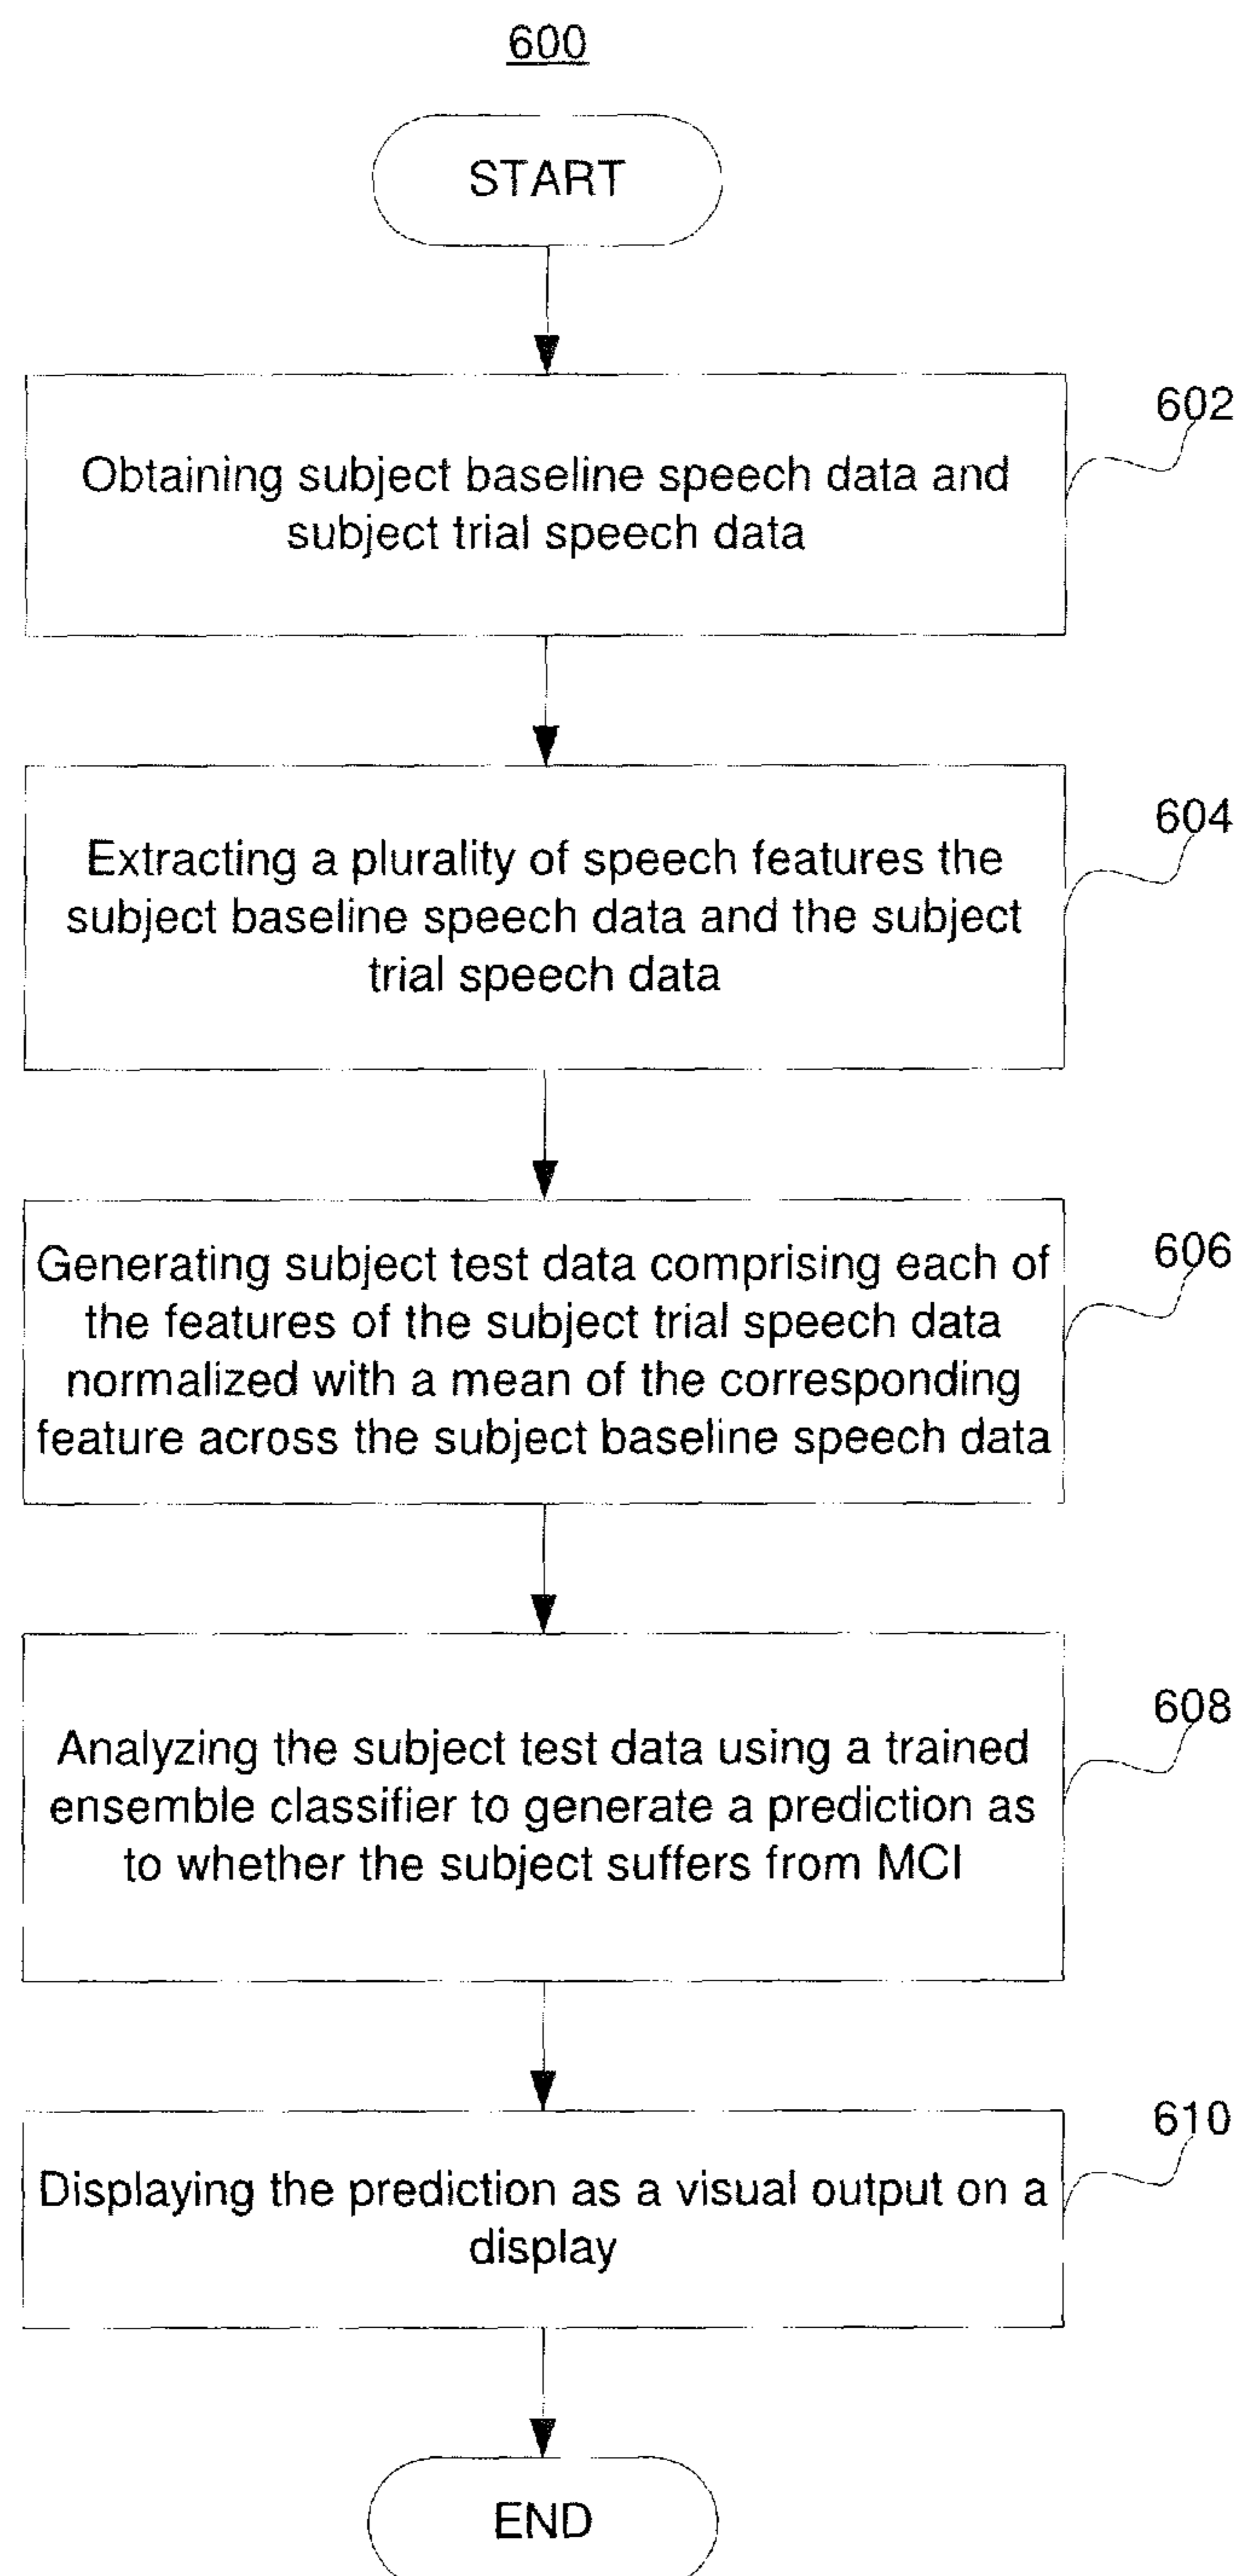 600
START
602
Obtaining subject baseline speech data and
subject trial speech data
604
Extracting a plurality of speech features the
subject baseline speech data and the subject
trial speech data
606
Generating subject test data comprising each of
the features of the subject trial speech data
normalized with a mean of the corresponding
feature across the subject baseline speech data
608
Analyzing the subject test data using a trained
ensemble classifier to generate a prediction as
to whether the subject suffers from MCI
610
Displaying the prediction as a visual output on a
display
END